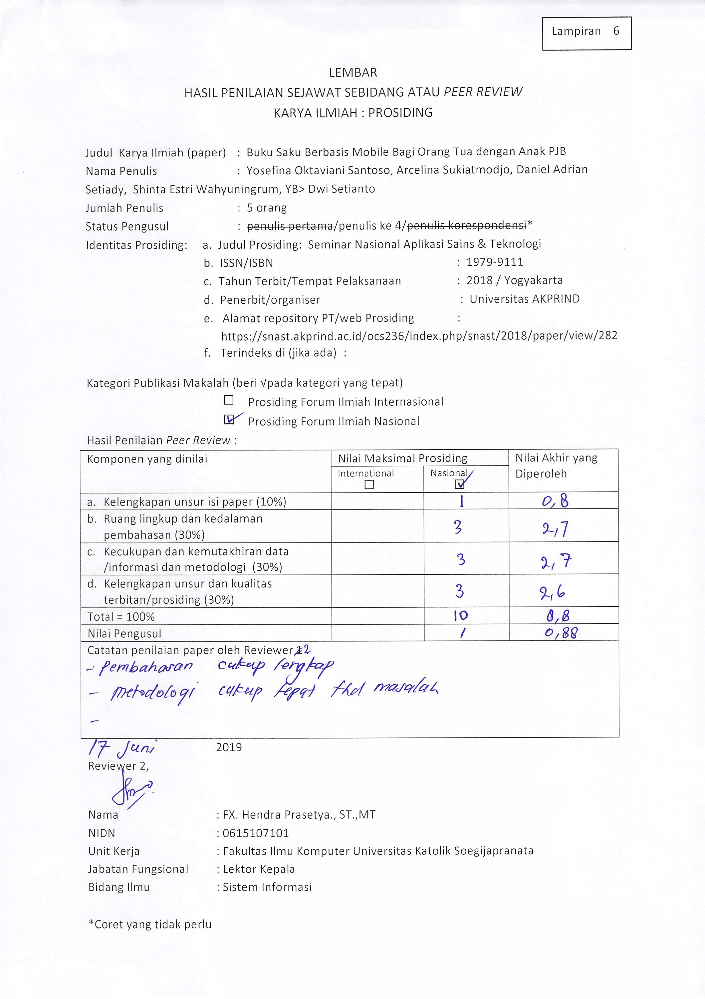 Lampiran 6
LEMBAR
HASIL PENILAIAN SEJAWAT SEBIDANG ATAU PEER REVIEW
KARYA ILMIAH : PROSIDING
Judul Karya Ilmiah (paper) : Buku Saku Berbasis Mobile Bagi Orang Tua dengan Anak PJB
Nama Penulis : Yosefina Oktaviani Santoso, Arcelina Sukiatmodjo, Daniel Adrian
Setiady, Shinta Estri Wahyuningrum, YB> Dwi Setianto
Jumlah Penulis : 5 orang
Status Pengusul : penulis pertama/penulis ke 4/penulis korespondensi*
Identitas Prosiding: a. Judul Prosiding: Seminar Nasional Aplikasi Sains & Teknologi
b. ISSN/ISBN : 1979-9111
c. Tahun Terbit/Tempat Pelaksanaan : 2018 / Yogyakarta
d. Penerbit/organiser : Universitas AKPRIND
e. Alamat repository PT/web Prosiding :
https://snast.akprind.ac.id/ocs236/index.php/snast/2018/paper/view/282
f. Terindeks di (jika ada) :
Kategori Publikasi Makalah (beri √pada kategori yang tepat)
☐ Prosiding Forum Ilmiah Internasional
☑ Prosiding Forum Ilmiah Nasional
Hasil Penilaian Peer Review :
Komponen yang dinilai Nilai Maksimal Prosiding Nilai Akhir yang Diperoleh
International ☐ Nasional ☑
a. Kelengkapan unsur isi paper (10%) 1 0,8
b. Ruang lingkup dan kedalaman
pembahasan (30%) 3 2,7
c. Kecukupan dan kemutakhiran data
/informasi dan metodologi (30%) 3 2,7
d. Kelengkapan unsur dan kualitas
terbitan/prosiding (30%) 3 2,6
Total = 100% 10 8,8
Nilai Pengusul 1 0,88
Catatan penilaian paper oleh Reviewer 2
- Pembahasan cukup lengkap
- metodologi cukup tepat thd masalah
-
17 Juni 2019
Reviewer 2,
Nama : FX. Hendra Prasetya., ST.,MT
NIDN : 0615107101
Unit Kerja : Fakultas Ilmu Komputer Universitas Katolik Soegijapranata
Jabatan Fungsional : Lektor Kepala
Bidang Ilmu : Sistem Informasi
*Coret yang tidak perlu